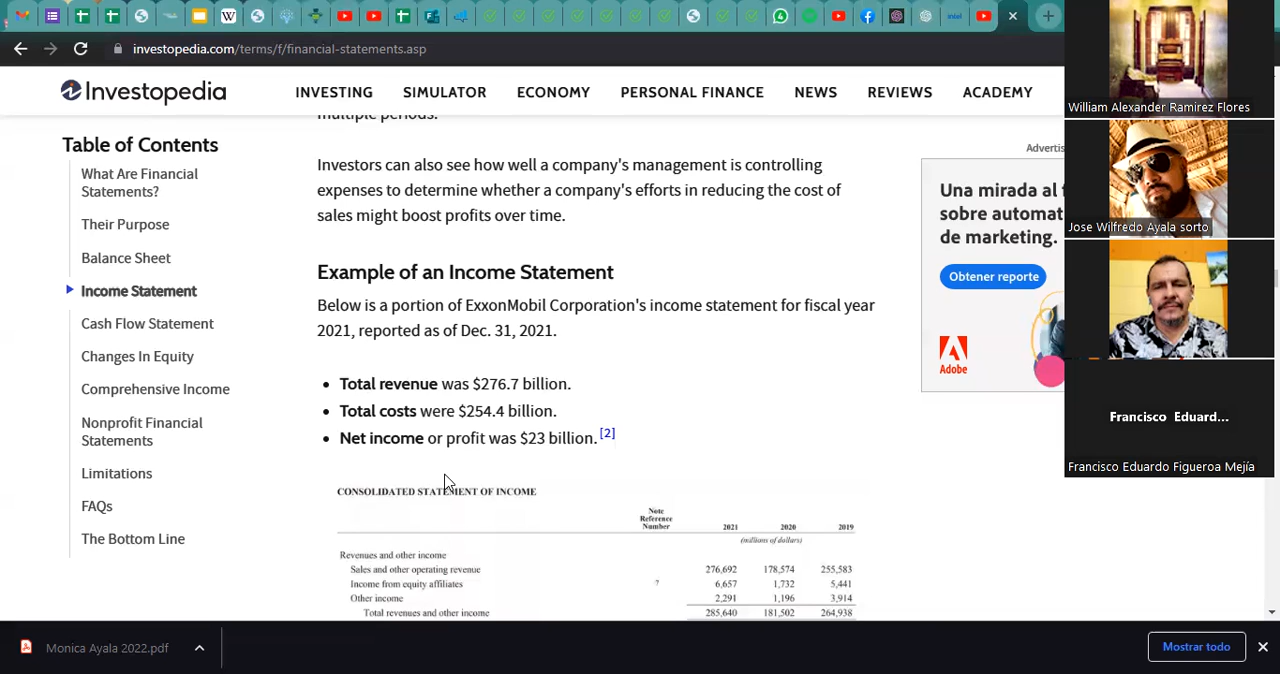 investopedia.com/terms/f/financial-statements.asp
Investopedia
INVESTING
SIMULATOR
ECONOMY
PERSONAL FINANCE
NEWS
REVIEWS
ACADEMY
Table of Contents
What Are Financial
Statements?
Their Purpose
Balance Sheet
Income Statement
Cash Flow Statement
Changes In Equity
Comprehensive Income
Nonprofit Financial
Statements
Limitations
FAQs
The Bottom Line
multiple periods.
Investors can also see how well a company's management is controlling
expenses to determine whether a company's efforts in reducing the cost of
sales might boost profits over time.
Example of an Income Statement
Below is a portion of ExxonMobil Corporation's income statement for fiscal year
2021, reported as of Dec. 31, 2021.
• Total revenue was $276.7 billion.
• Total costs were $254.4 billion.
• Net income or profit was $23 billion. [2]
CONSOLIDATED STATEMENT OF INCOME
Note
Reference
Number 2021 2020 2019
(millions of dollars)
Revenues and other income
Sales and other operating revenue 276,692 178,574 255,583
Income from equity affiliates 7 6,657 1,732 5,441
Other income 2,291 1,196 3,914
Total revenues and other income 285,640 181,502 264,938
Una mirada al
sobre automat
de marketing.
Obtener reporte
Adobe
William Alexander Ramirez Flores
Jose Wilfredo Ayala sorto
Francisco Eduard...
Francisco Eduardo Figueroa Mejía
Monica Ayala 2022.pdf
Mostrar todo